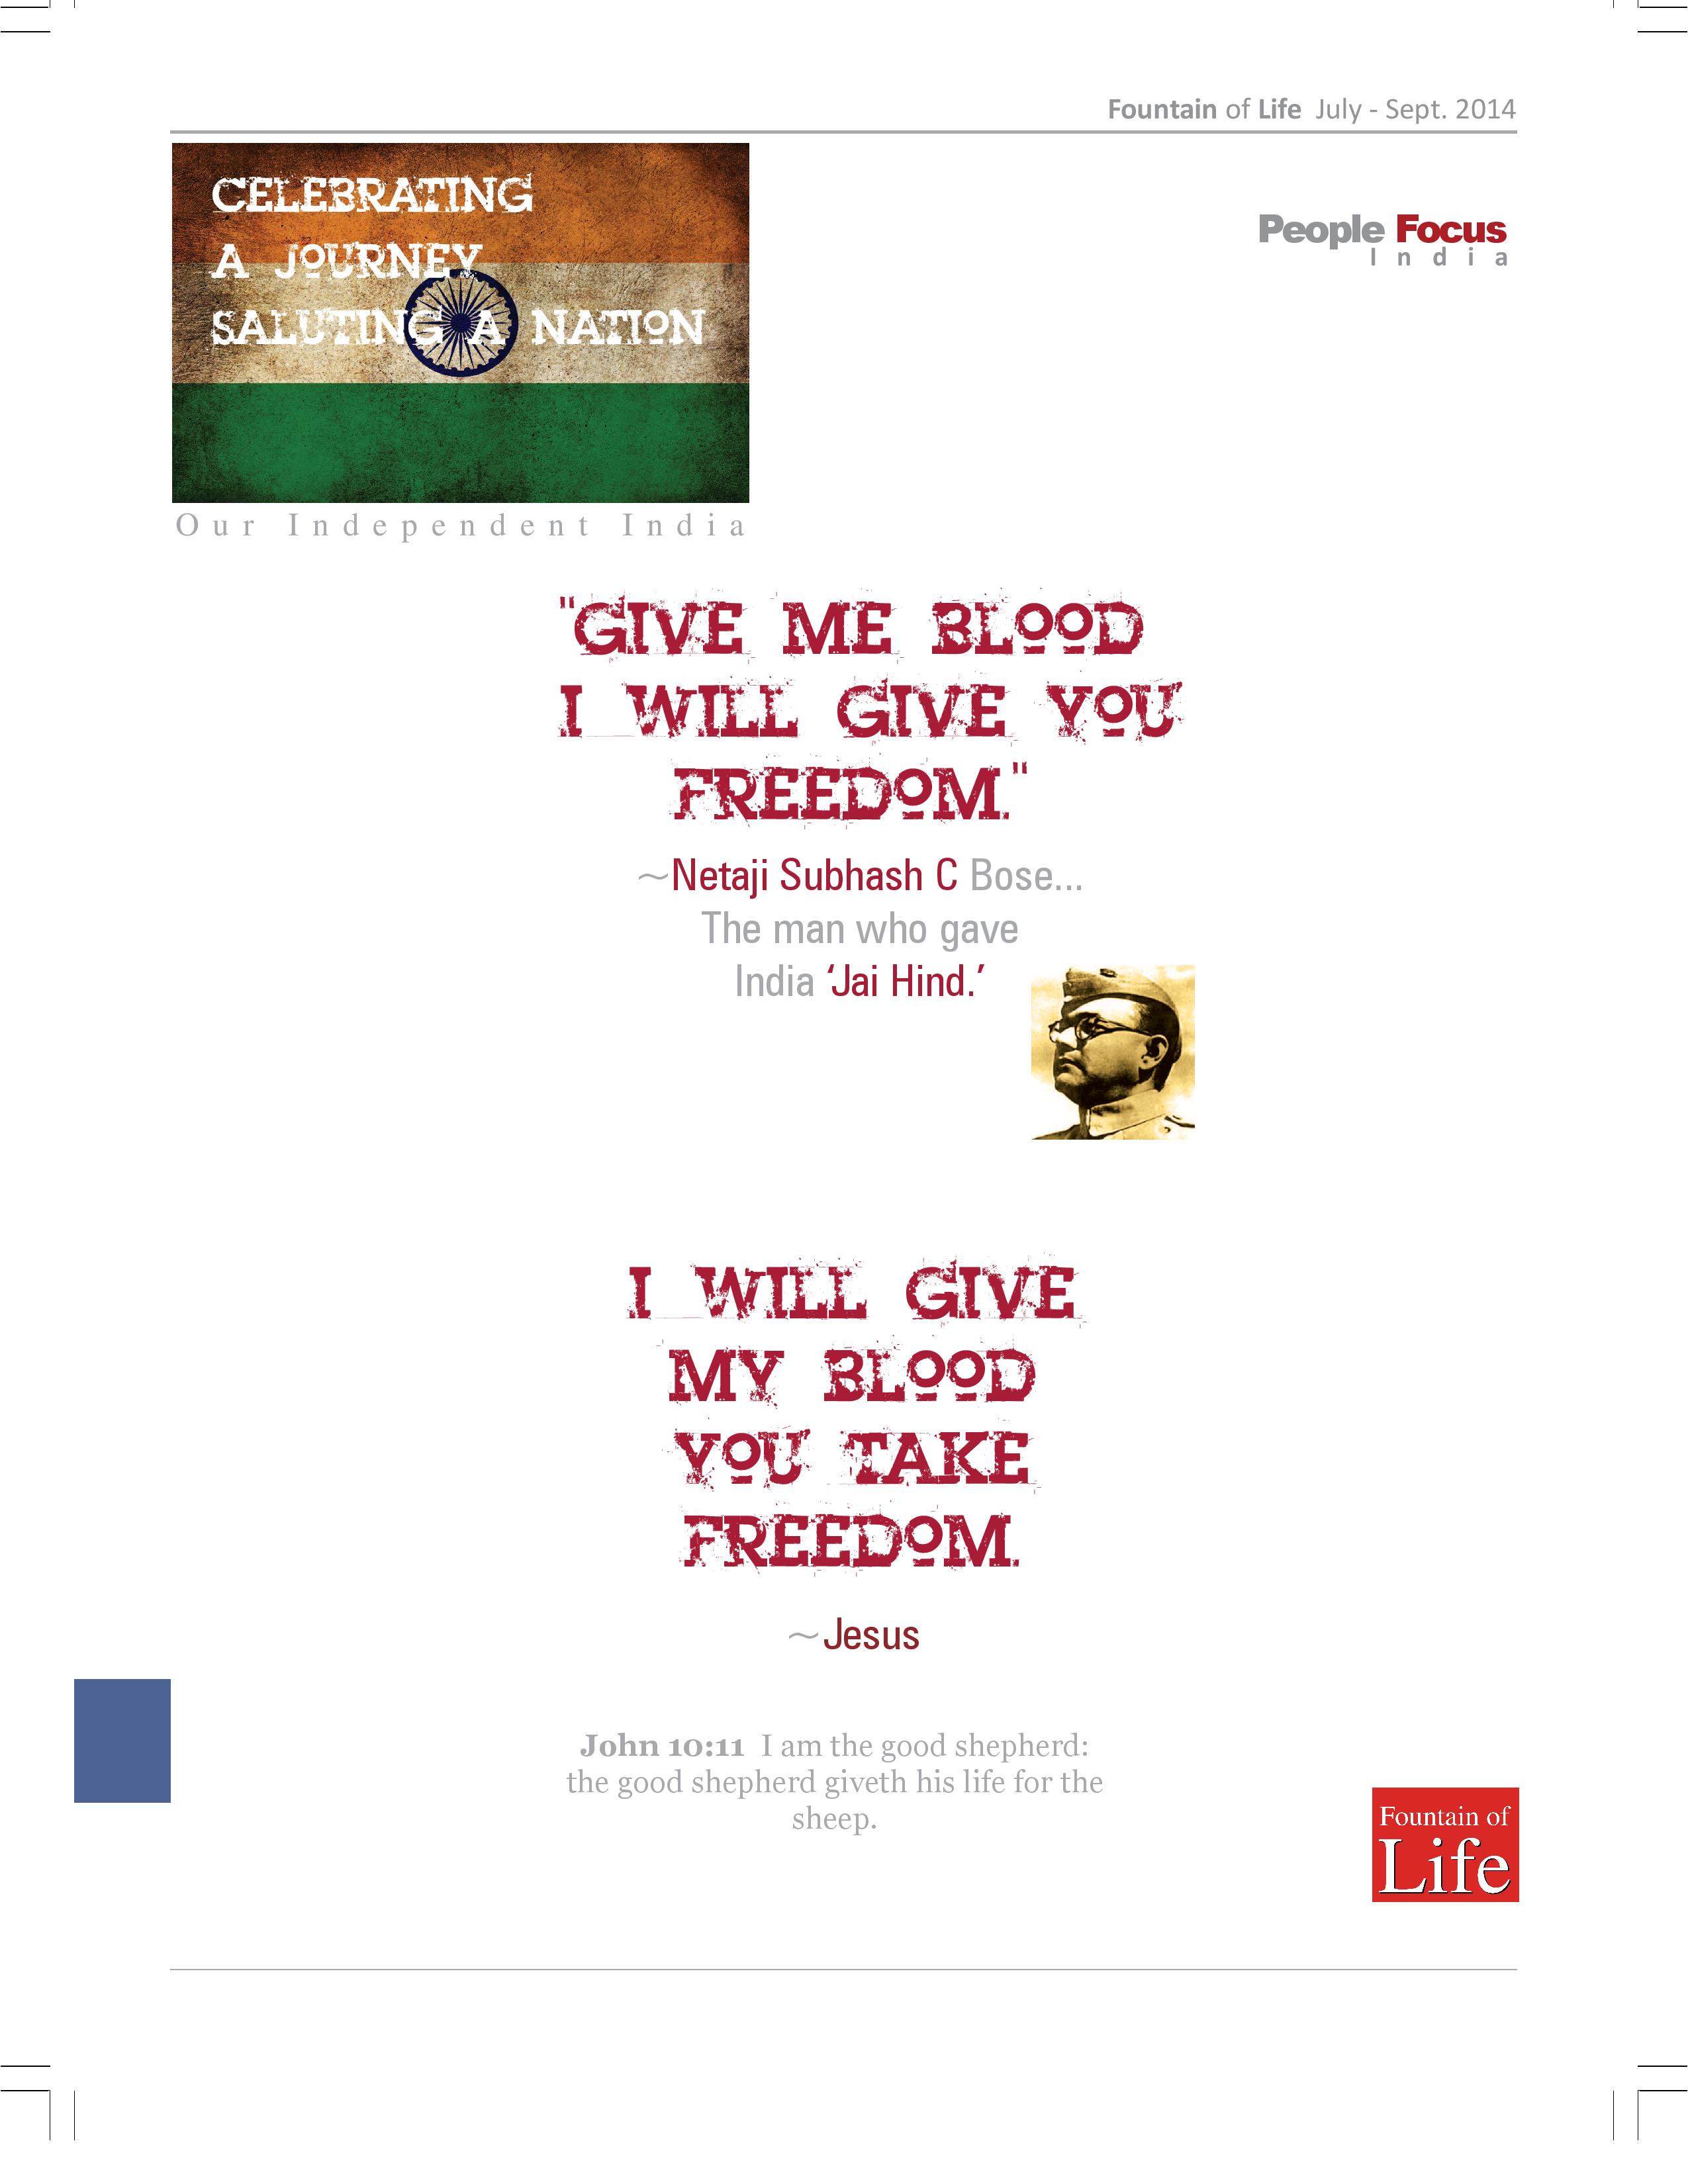 Fountain of Life July - Sept. 2014
CELEBRATING
A JOURNEY
SALUTING A NATION
People Focus
India
Our Independent India
"GIVE ME BLOOD
I WILL GIVE YOU
FREEDOM."
~Netaji Subhash C Bose...
The man who gave
India ‘Jai Hind.’
I WILL GIVE
MY BLOOD
YOU TAKE
FREEDOM.
~Jesus
John 10:11 I am the good shepherd:
the good shepherd giveth his life for the
sheep.
Fountain of
Life